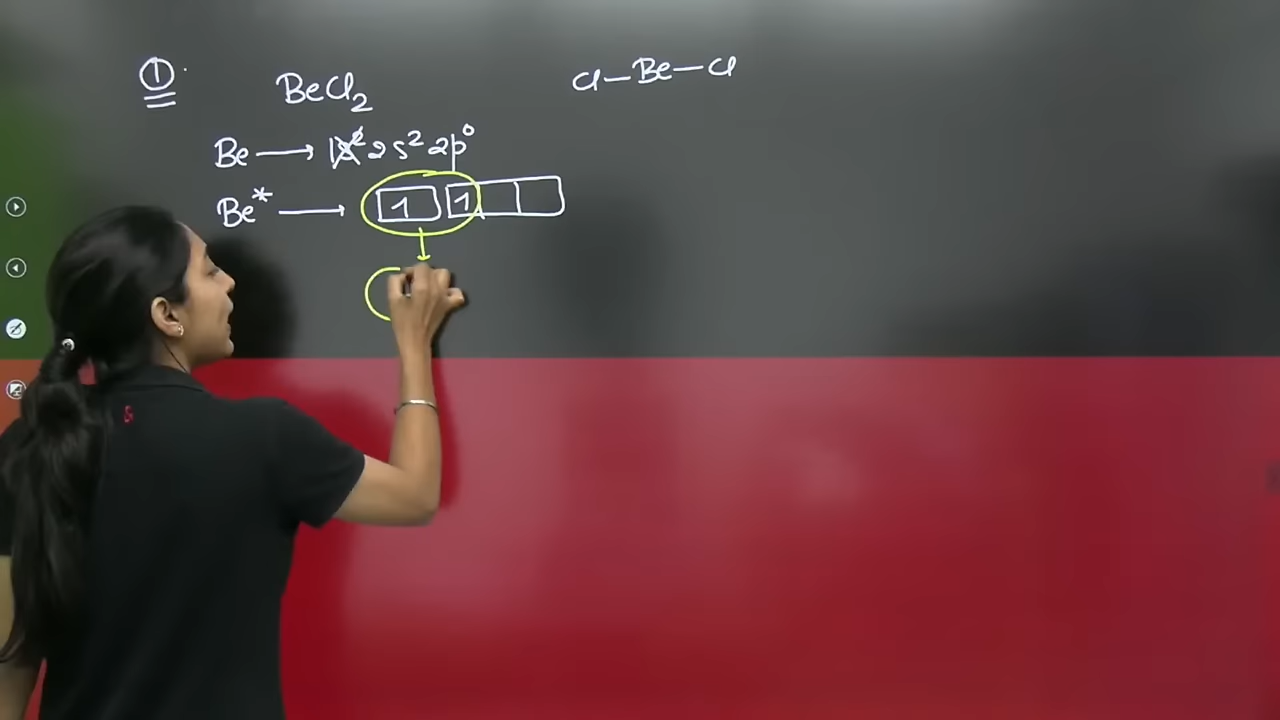 ① BeCl₂ Cl—Be—Cl
Be → 1s² 2s² 2p⁰
Be* → 1 1